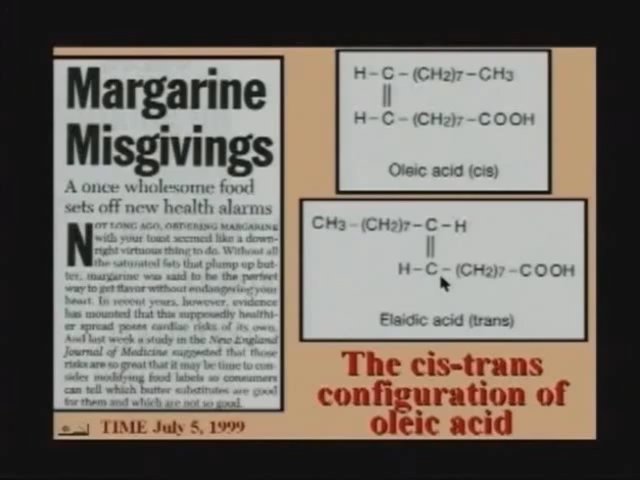 Margarine
Misgivings
A once wholesome food
sets off new health alarms
NOT LONG AGO, ORDERING MARGARINE
with your toast seemed like a down-
right virtuous thing to do. Without all
the saturated fats that plump up but-
ter, margarine was said to be the perfect
way to get flavor without endangering your
heart. In recent years, however, evidence
has mounted that this supposedly healthi-
er spread poses cardiac risks of its own.
And last week a study in the New England
Journal of Medicine suggested that those
risks are so great that it may be time to con-
sider modifying food labels so consumers
can tell which butter substitutes are good
for them and which are not so good.
TIME July 5, 1999
H-C-(CH2)7-CH3
||
H-C-(CH2)7-COOH
Oleic acid (cis)
CH3-(CH2)7-C-H
||
H-C-(CH2)7-COOH
Elaidic acid (trans)
The cis-trans
configuration of
oleic acid